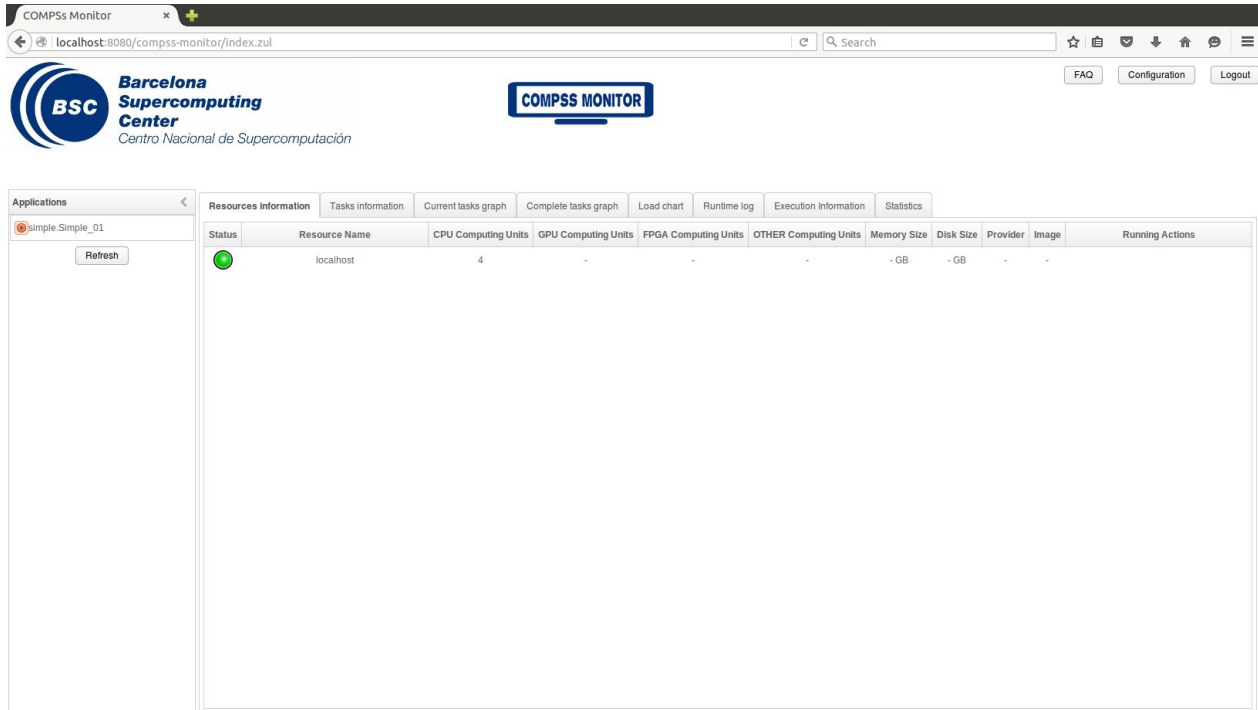 COMPSs Monitor
localhost:8080/compss-monitor/index.zul
Search
BSC
Barcelona
Supercomputing
Center
Centro Nacional de Supercomputación
COMPSS MONITOR
FAQ Configuration Logout
Applications
simple.Simple_01
Refresh
Resources information Tasks information Current tasks graph Complete tasks graph Load chart Runtime log Execution Information Statistics
Status Resource Name CPU Computing Units GPU Computing Units FPGA Computing Units OTHER Computing Units Memory Size Disk Size Provider Image Running Actions
localhost 4 - - - - GB - GB - -